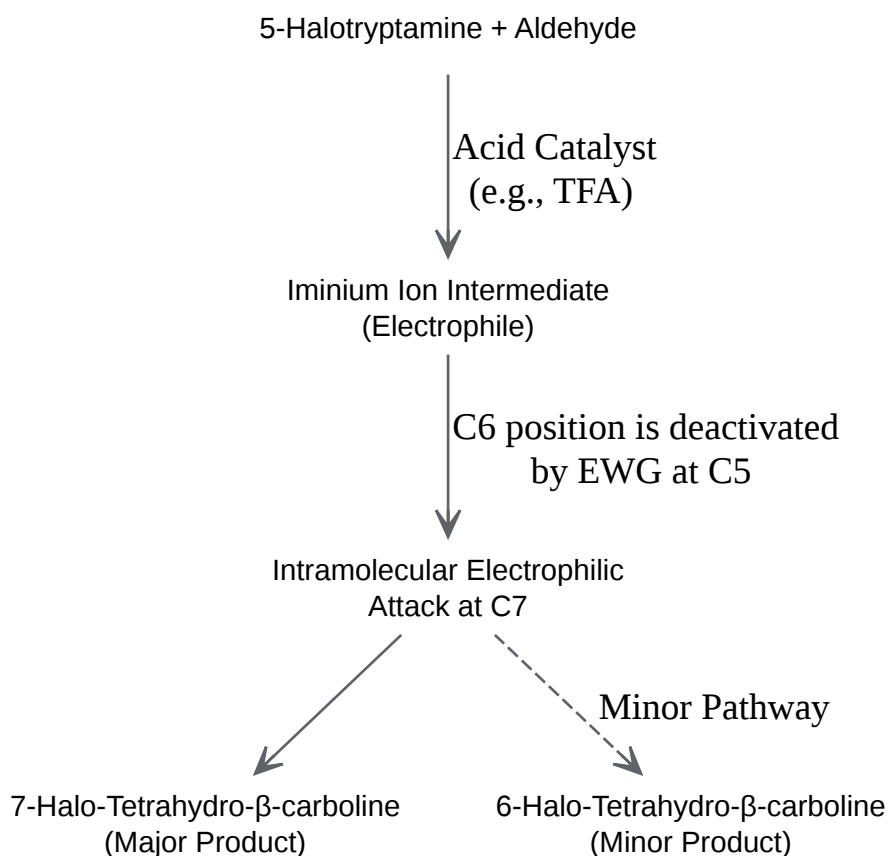 5-Halotryptamine + Aldehyde
Acid Catalyst
(e.g., TFA)
Iminium Ion Intermediate
(Electrophile)
C6 position is deactivated
by EWG at C5
Intramolecular Electrophilic
Attack at C7
Minor Pathway
7-Halo-Tetrahydro-β-carboline
(Major Product)
6-Halo-Tetrahydro-β-carboline
(Minor Product)